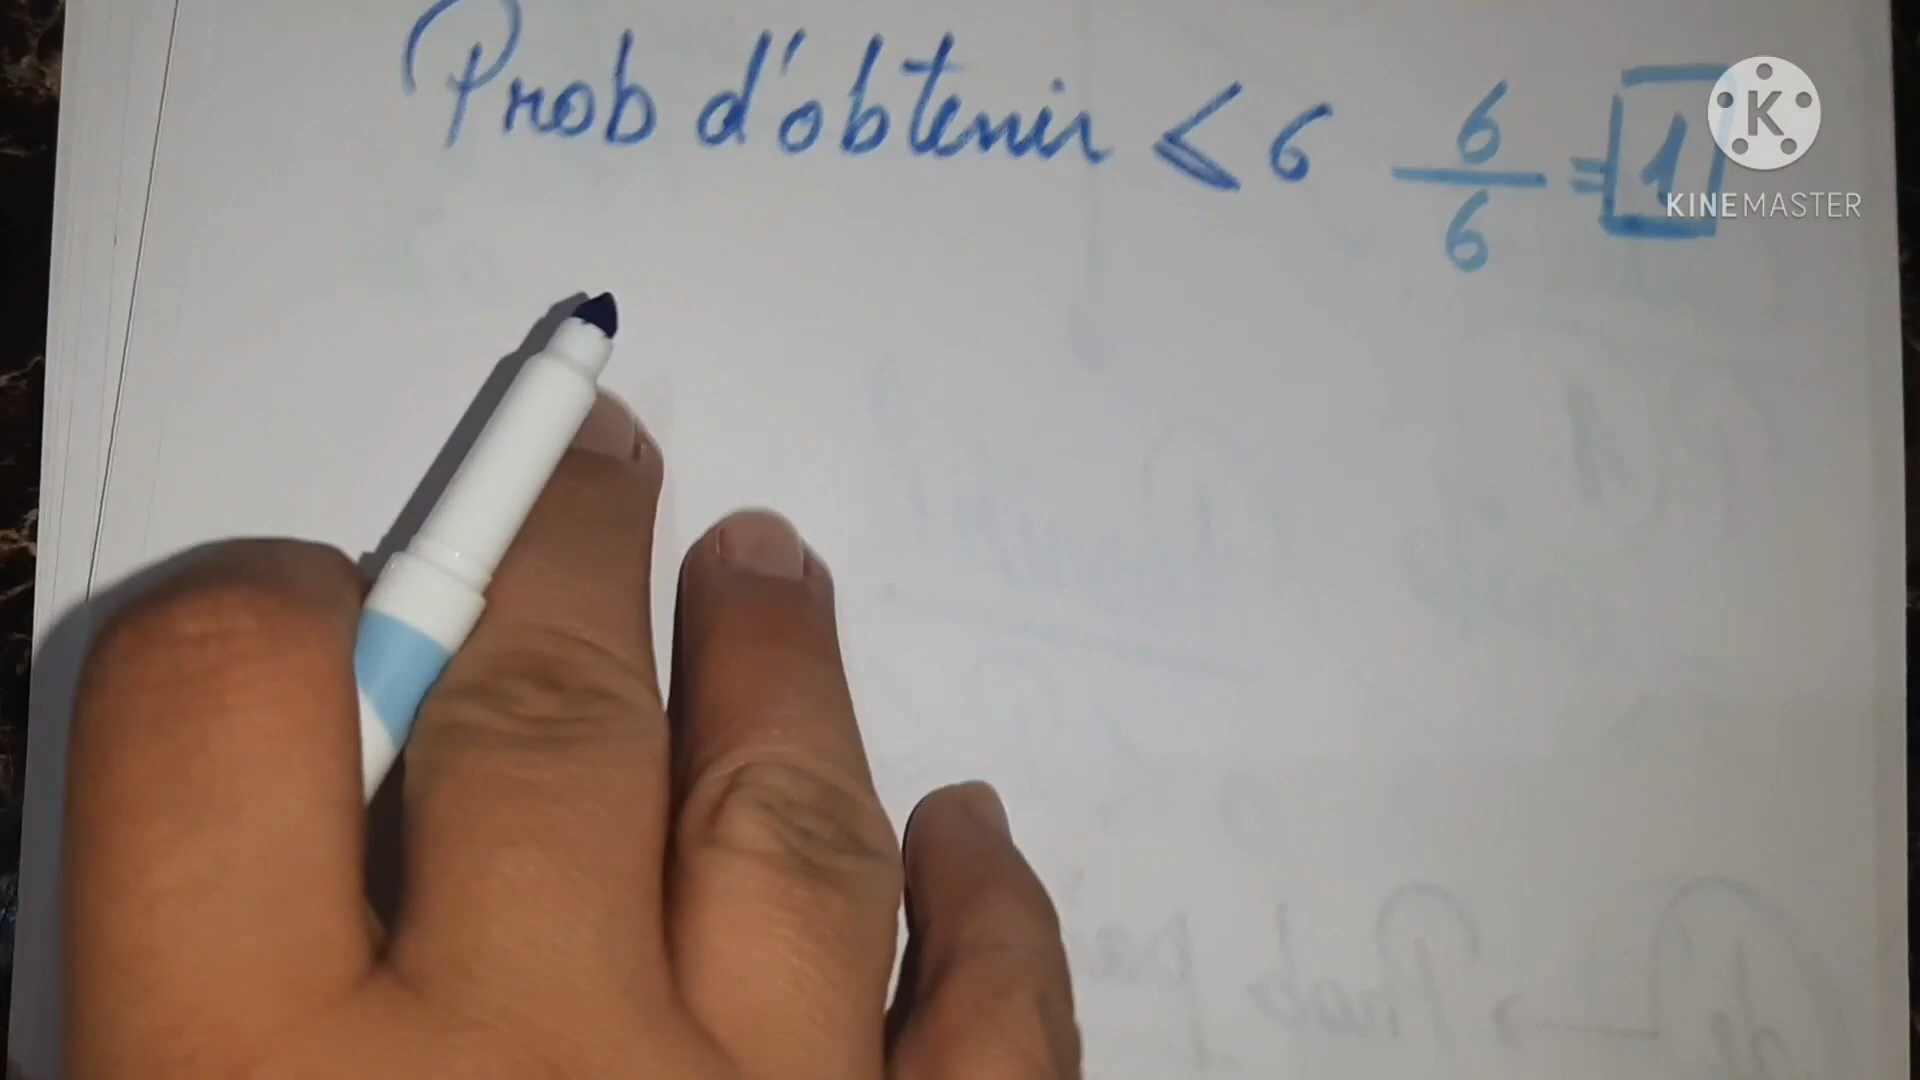 Prob d'obtenir ≤ 6 6/6 = 1
K
KINEMASTER